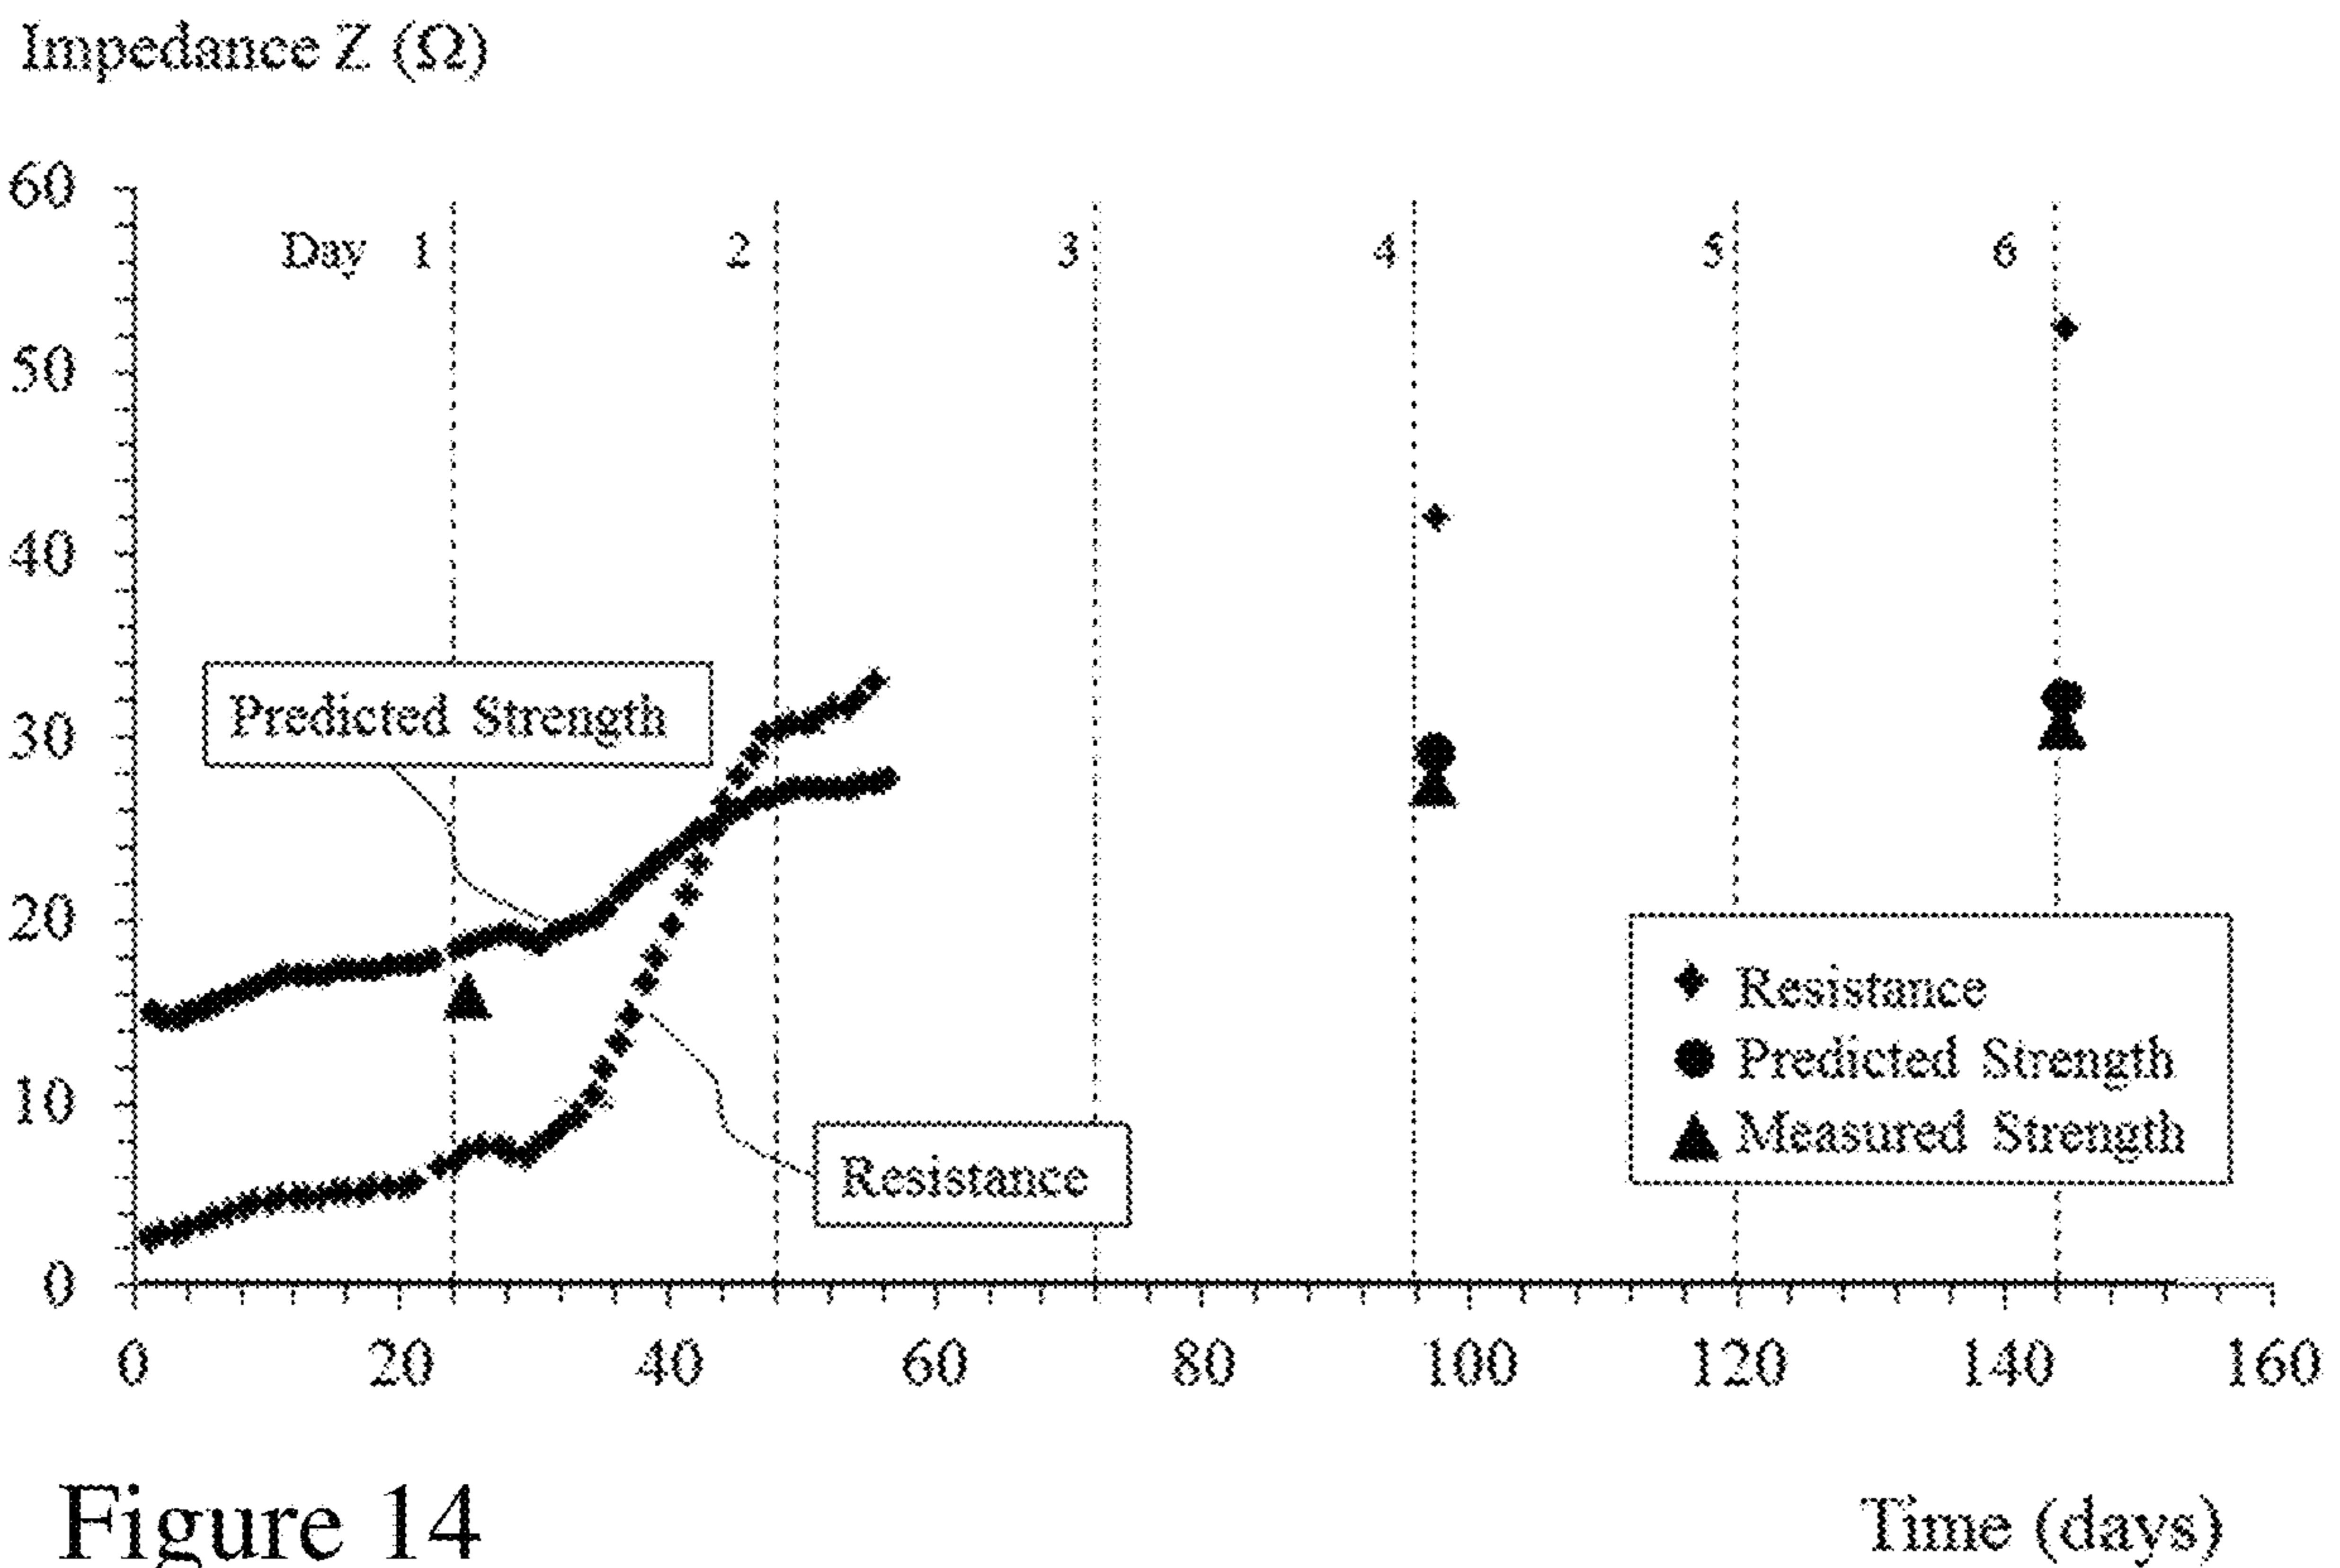 Impedance Z (Ω)
60
Day 1 2 3 4 5 6
50
40
Predicted Strength
30
20
Resistance
Predicted Strength
10
Measured Strength
Resistance
0
0 20 40 60 80 100 120 140 160
Figure 14
Time (days)